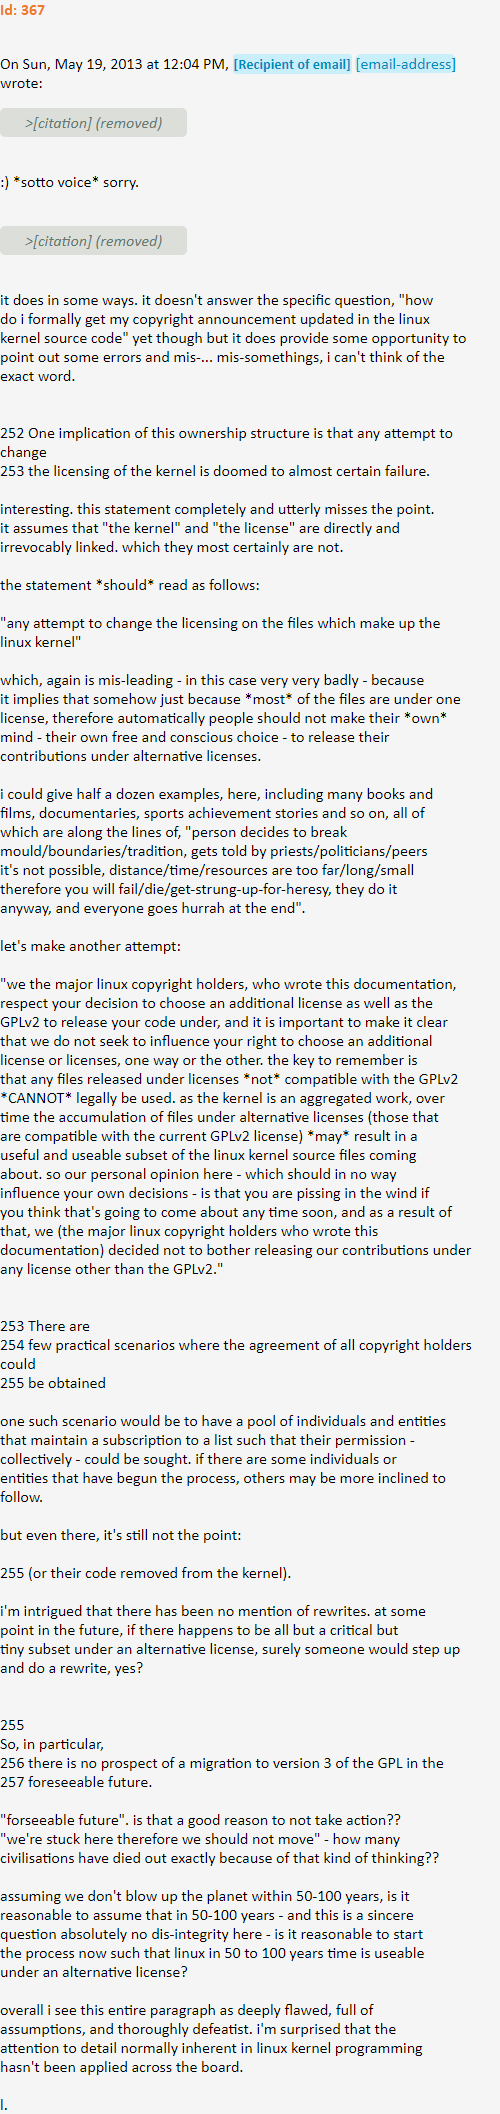 Id: 367
On Sun, May 19, 2013 at 12:04 PM, [Recipient of email] [email-address]
wrote:
>[citation] (removed)
:) *sotto voice* sorry.
>[citation] (removed)
it does in some ways. it doesn't answer the specific question, "how
do i formally get my copyright announcement updated in the linux
kernel source code" yet though but it does provide some opportunity to
point out some errors and mis-... mis-somethings, i can't think of the
exact word.
252 One implication of this ownership structure is that any attempt to
change
253 the licensing of the kernel is doomed to almost certain failure.
interesting. this statement completely and utterly misses the point.
it assumes that "the kernel" and "the license" are directly and
irrevocably linked. which they most certainly are not.
the statement *should* read as follows:
"any attempt to change the licensing on the files which make up the
linux kernel"
which, again is mis-leading - in this case very very badly - because
it implies that somehow just because *most* of the files are under one
license, therefore automatically people should not make their *own*
mind - their own free and conscious choice - to release their
contributions under alternative licenses.
i could give half a dozen examples, here, including many books and
films, documentaries, sports achievement stories and so on, all of
which are along the lines of, "person decides to break
mould/boundaries/tradition, gets told by priests/politicians/peers
it's not possible, distance/time/resources are too far/long/small
therefore you will fail/die/get-strung-up-for-heresy, they do it
anyway, and everyone goes hurrah at the end".
let's make another attempt:
"we the major linux copyright holders, who wrote this documentation,
respect your decision to choose an additional license as well as the
GPLv2 to release your code under, and it is important to make it clear
that we do not seek to influence your right to choose an additional
license or licenses, one way or the other. the key to remember is
that any files released under licenses *not* compatible with the GPLv2
*CANNOT* legally be used. as the kernel is an aggregated work, over
time the accumulation of files under alternative licenses (those that
are compatible with the current GPLv2 license) *may* result in a
useful and useable subset of the linux kernel source files coming
about. so our personal opinion here - which should in no way
influence your own decisions - is that you are pissing in the wind if
you think that's going to come about any time soon, and as a result of
that, we (the major linux copyright holders who wrote this
documentation) decided not to bother releasing our contributions under
any license other than the GPLv2."
253 There are
254 few practical scenarios where the agreement of all copyright holders
could
255 be obtained
one such scenario would be to have a pool of individuals and entities
that maintain a subscription to a list such that their permission -
collectively - could be sought. if there are some individuals or
entities that have begun the process, others may be more inclined to
follow.
but even there, it's still not the point:
255 (or their code removed from the kernel).
i'm intrigued that there has been no mention of rewrites. at some
point in the future, if there happens to be all but a critical but
tiny subset under an alternative license, surely someone would step up
and do a rewrite, yes?
255
So, in particular,
256 there is no prospect of a migration to version 3 of the GPL in the
257 foreseeable future.
"forseeable future". is that a good reason to not take action??
"we're stuck here therefore we should not move" - how many
civilisations have died out exactly because of that kind of thinking??
assuming we don't blow up the planet within 50-100 years, is it
reasonable to assume that in 50-100 years - and this is a sincere
question absolutely no dis-integrity here - is it reasonable to start
the process now such that linux in 50 to 100 years time is useable
under an alternative license?
overall i see this entire paragraph as deeply flawed, full of
assumptions, and thoroughly defeatist. i'm surprised that the
attention to detail normally inherent in linux kernel programming
hasn't been applied across the board.
l.